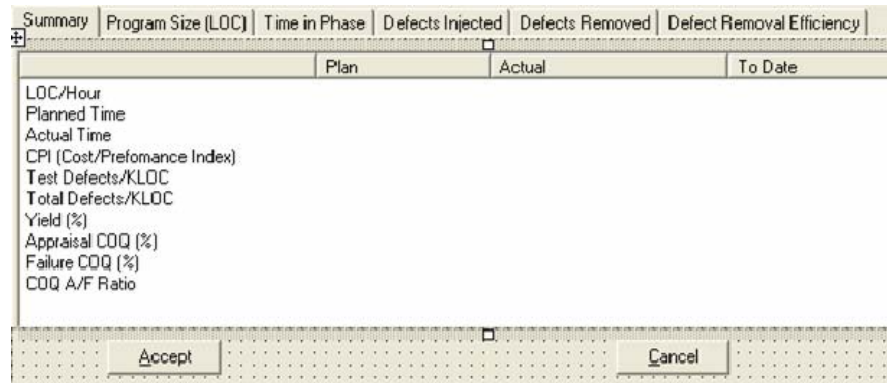 Summary Program Size (LOC) Time in Phase Defects Injected Defects Removed Defect Removal Efficiency
Plan Actual To Date
LOC/Hour
Planned Time
Actual Time
CPI (Cost/Prefomance Index)
Test Defects/KLOC
Total Defects/KLOC
Yield (%)
Appraisal COQ (%)
Failure COQ (%)
COQ A/F Ratio
Accept Cancel